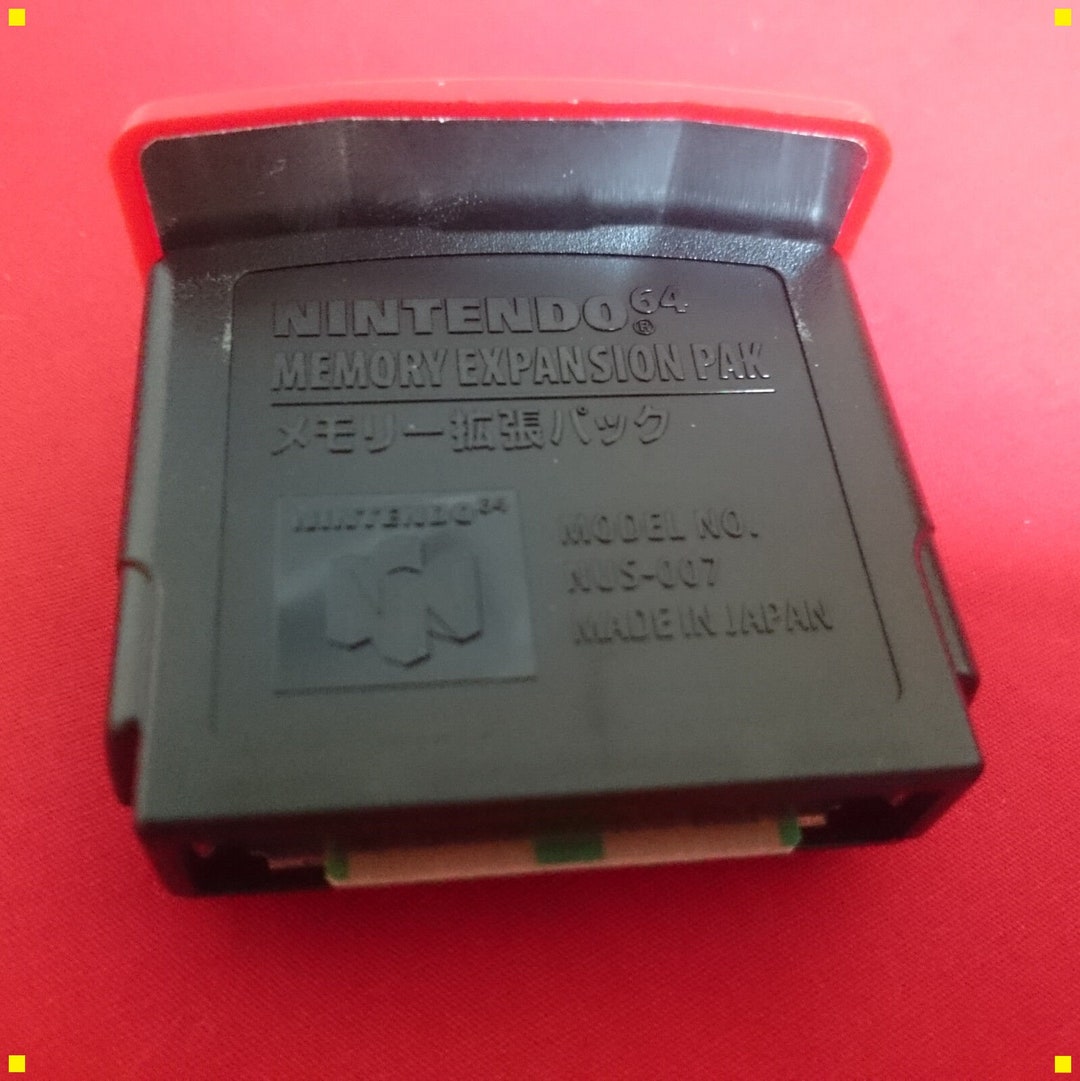 NINTENDO64®
MEMORY EXPANSION PAK
メモリー拡張パック
NINTENDO64
MODEL NO.
NUS-007
MADE IN JAPAN